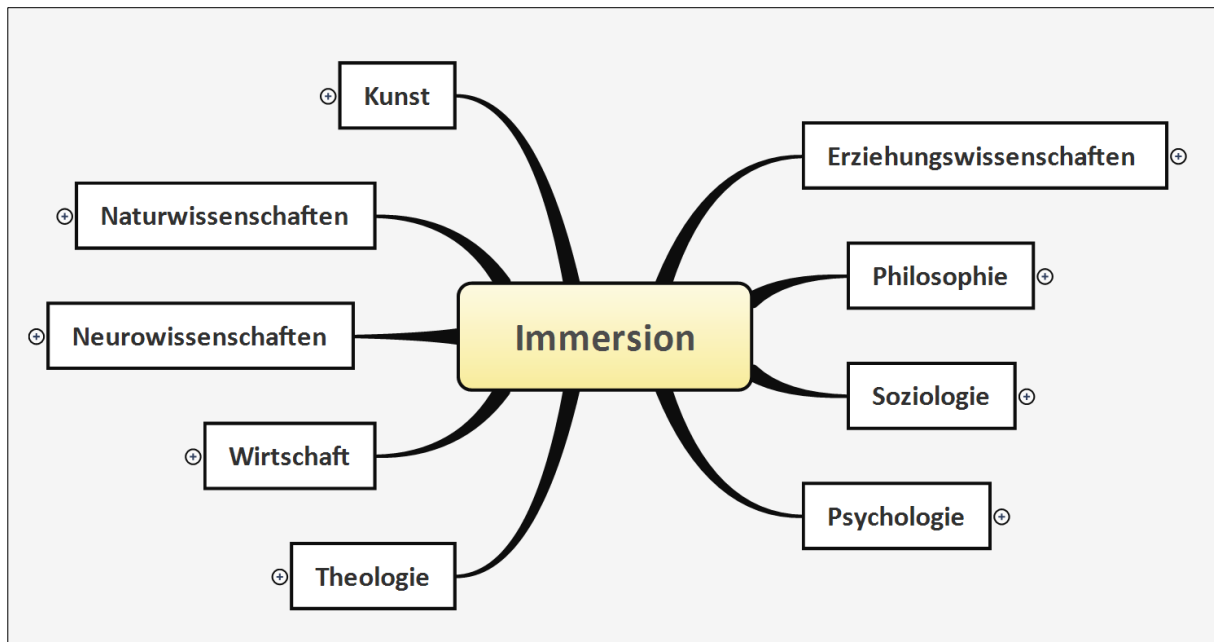 Kunst
Erziehungswissenschaften
Naturwissenschaften
Philosophie
Neurowissenschaften
Immersion
Soziologie
Wirtschaft
Psychologie
Theologie